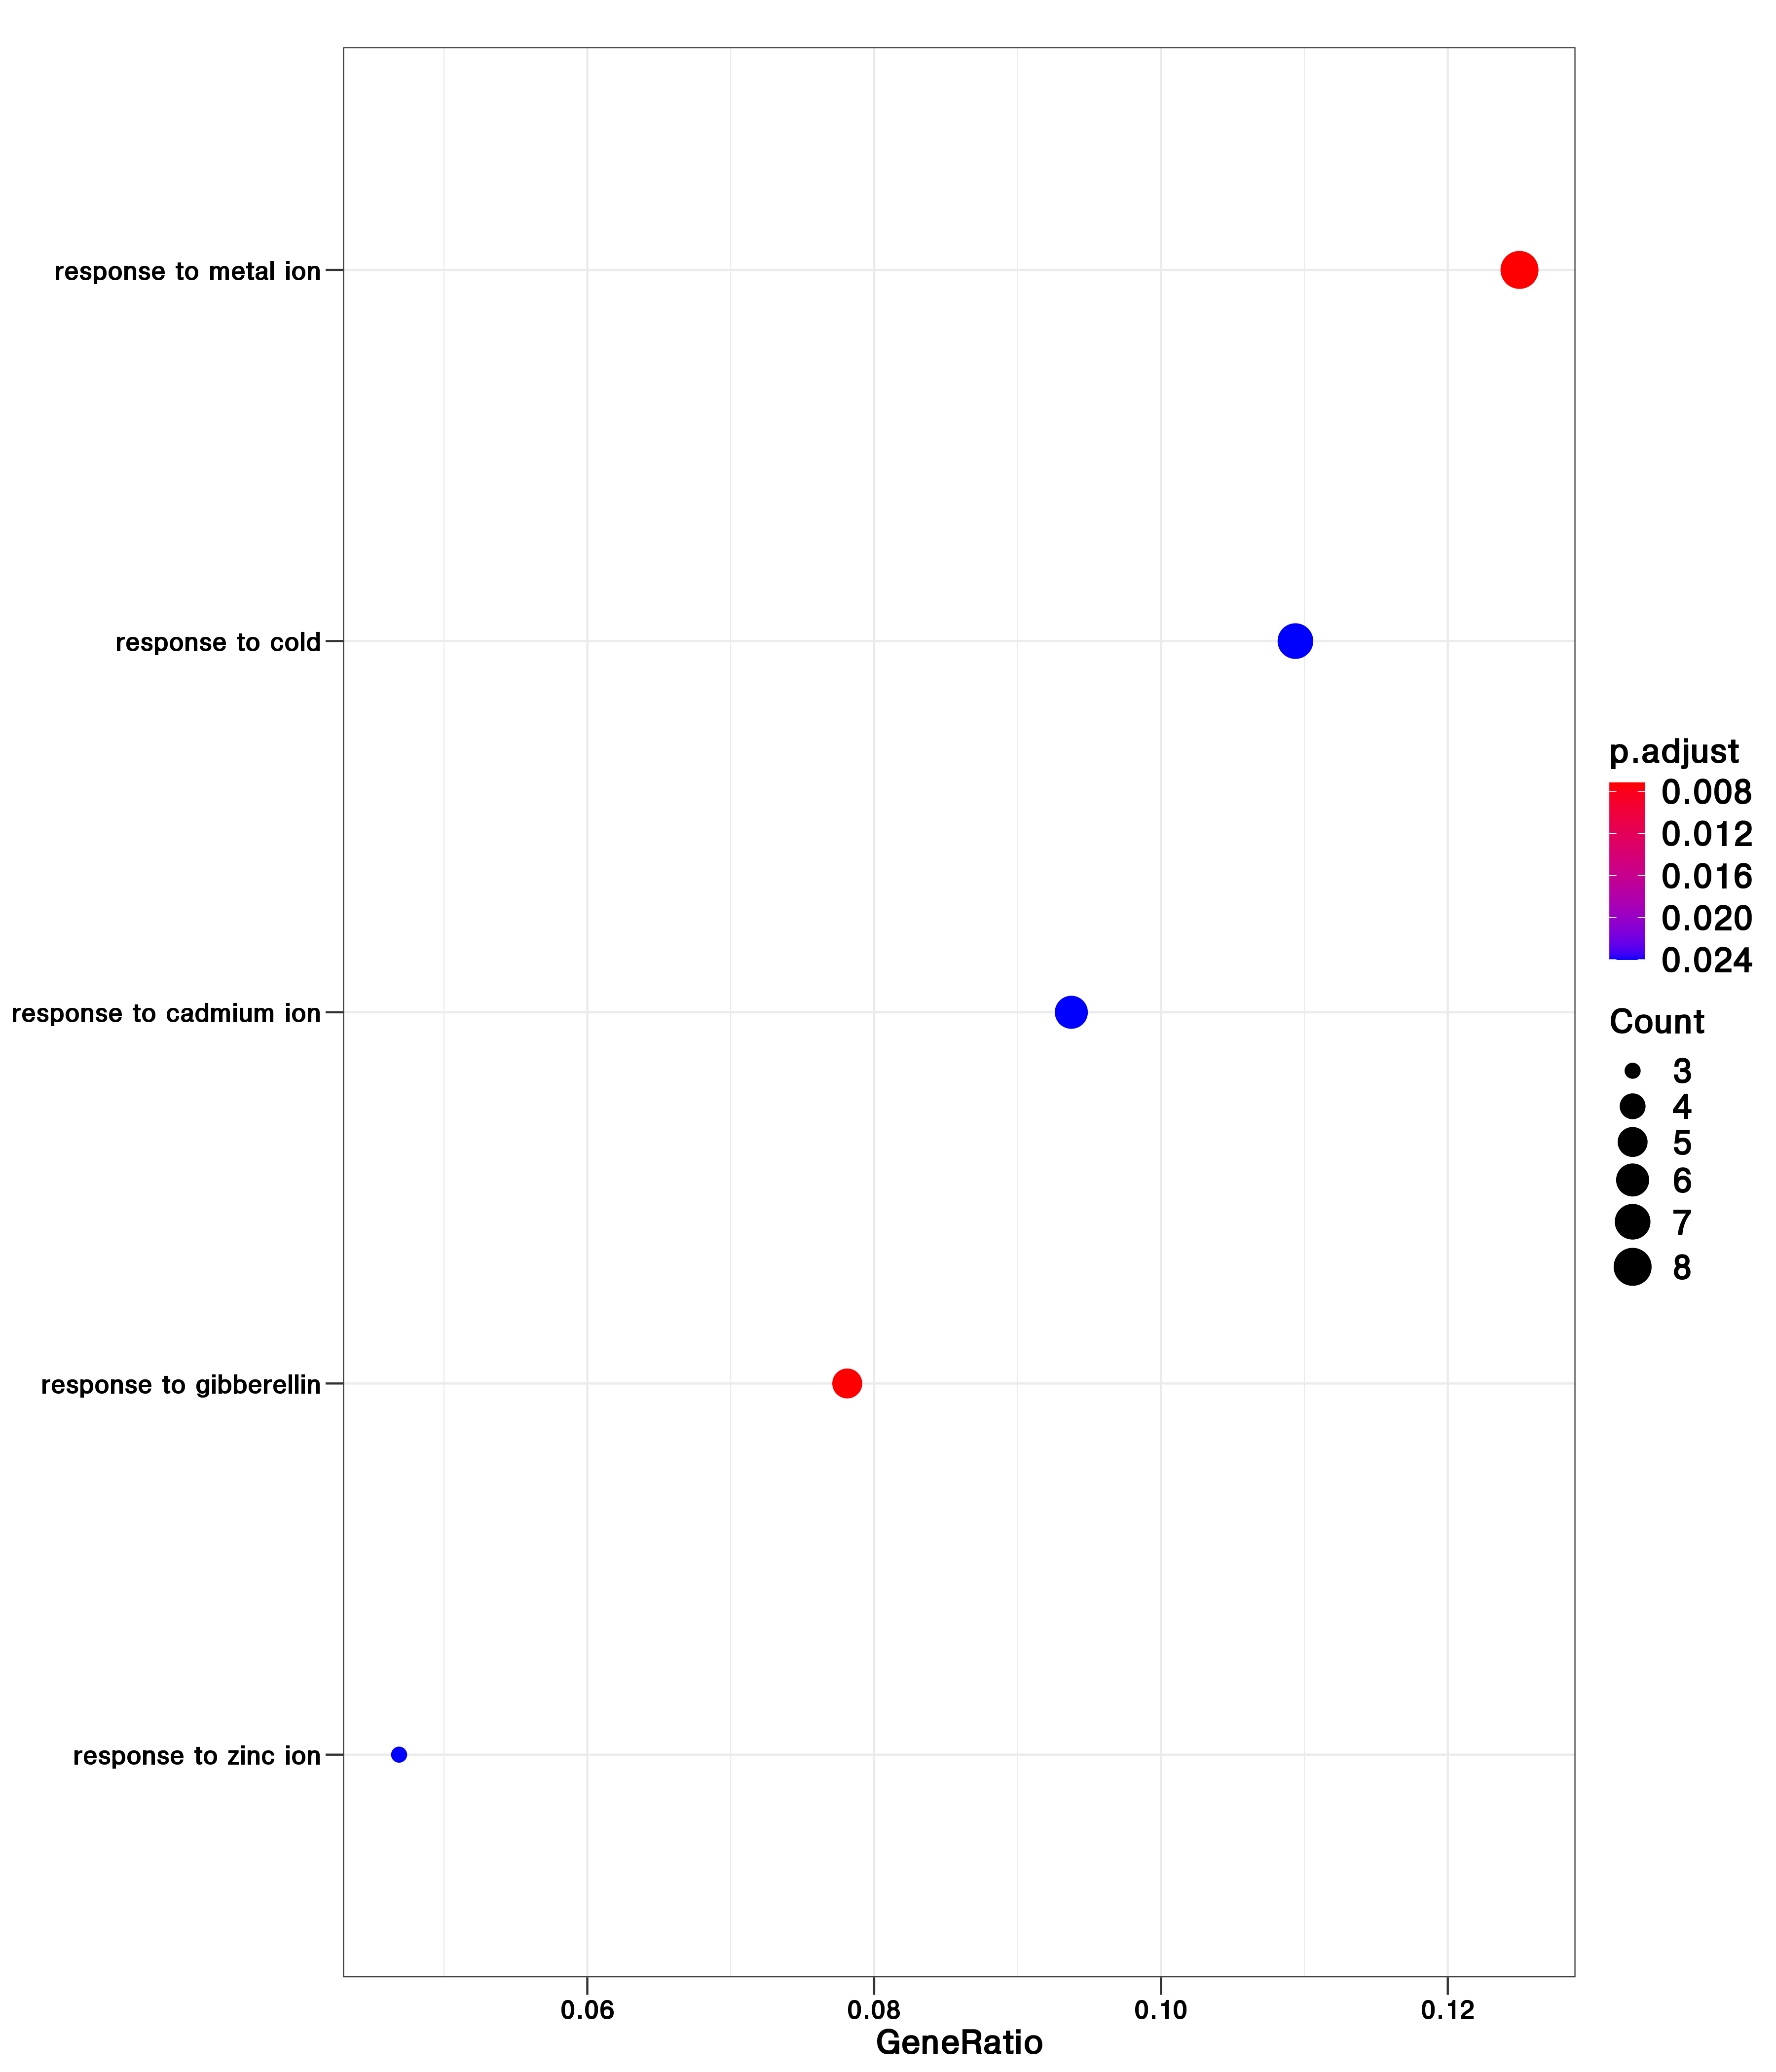 response to metal ion
response to cold
response to cadmium ion
response to gibberellin
response to zinc ion
0.06
0.08
0.10
0.12
GeneRatio
p.adjust
0.008
0.012
0.016
0.020
0.024
Count
3
4
5
6
7
8